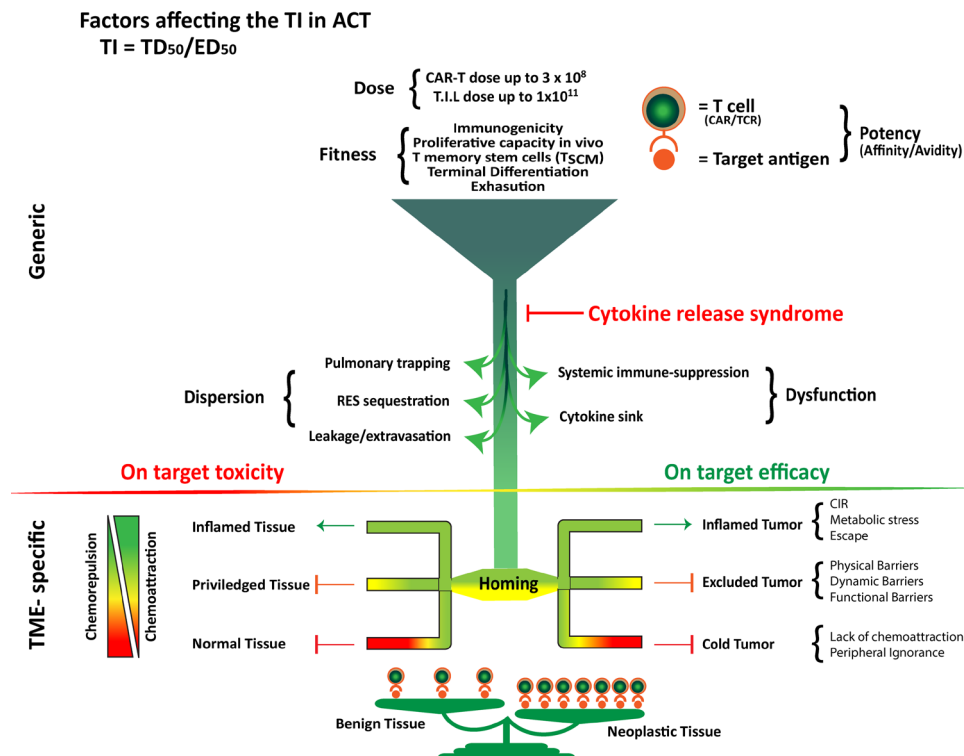 Factors affecting the TI in ACT
TI = TD50/ED50
Dose
CAR-T dose up to 3 x 10⁸
T.I.L dose up to 1x10¹¹
Fitness
Immunogenicity
Proliferative capacity in vivo
T memory stem cells (TSCM)
Terminal Differentiation
Exhasution
= T cell
(CAR/TCR)
= Target antigen
Potency
(Affinity/Avidity)
Generic
Cytokine release syndrome
Dispersion
Pulmonary trapping
RES sequestration
Leakage/extravasation
Systemic immune-suppression
Cytokine sink
Dysfunction
On target toxicity
On target efficacy
TME- specific
Chemorepulsion
Chemoattraction
Inflamed Tissue
Priviledged Tissue
Normal Tissue
Homing
Inflamed Tumor
CIR
Metabolic stress
Escape
Excluded Tumor
Physical Barriers
Dynamic Barriers
Functional Barriers
Cold Tumor
Lack of chemoattraction
Peripheral Ignorance
Benign Tissue
Neoplastic Tissue